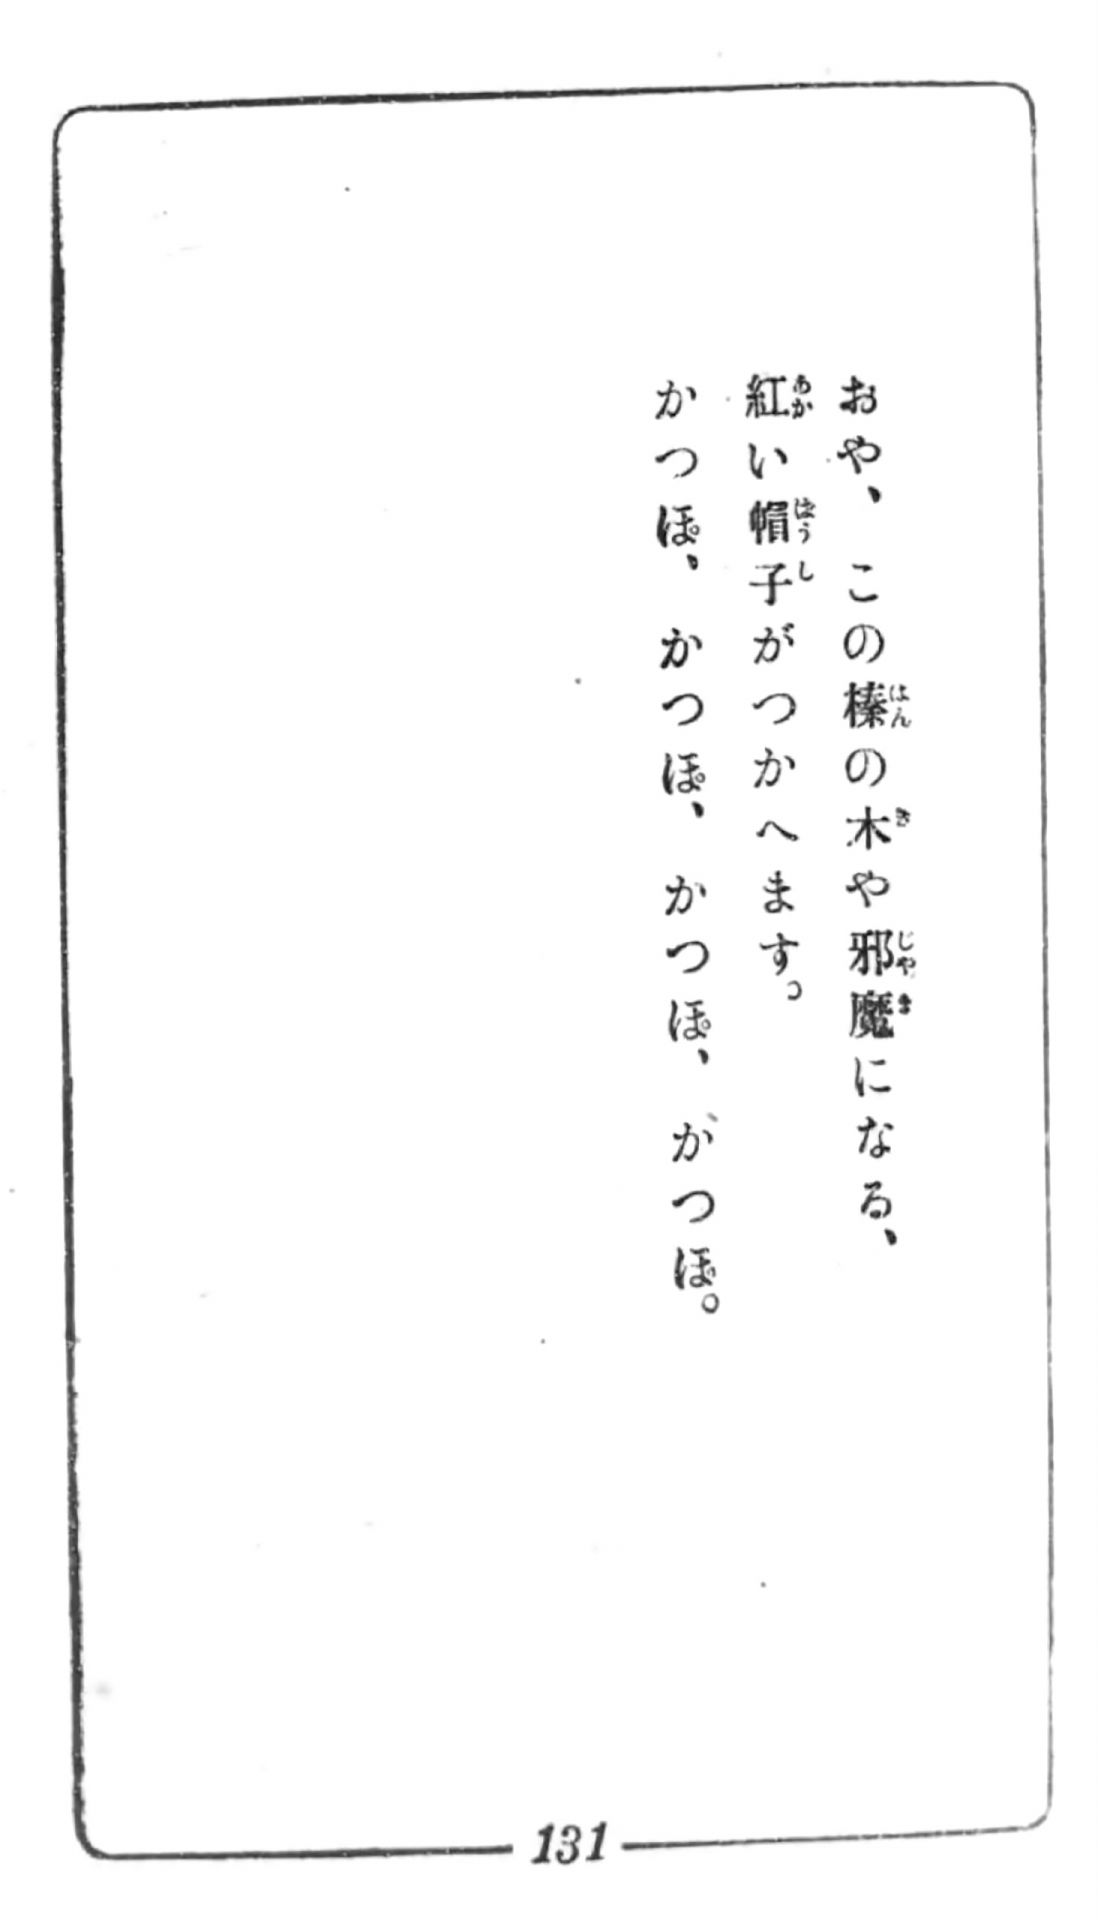 おや、この榛の木や邪魔になる、
紅い帽子がつかへます。
かつぽ、かつぽ、かつぽ、かつぽ。
131